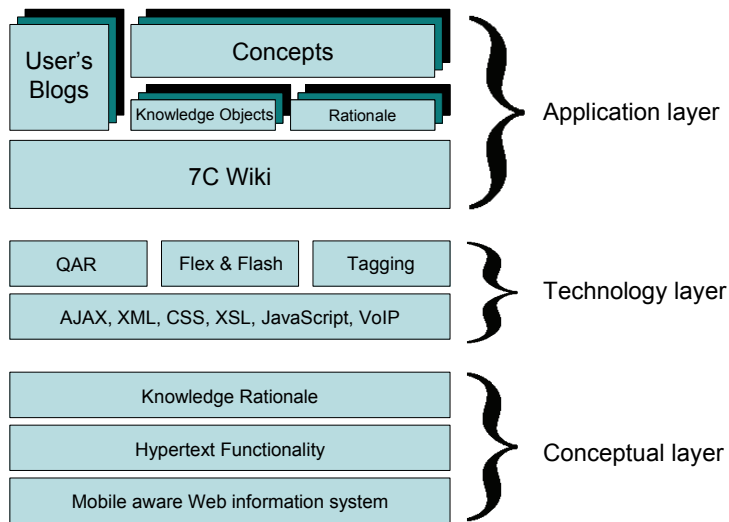 User's
Blogs
Concepts
Knowledge Objects
Rationale
7C Wiki
Application layer
QAR
Flex & Flash
Tagging
AJAX, XML, CSS, XSL, JavaScript, VoIP
Technology layer
Knowledge Rationale
Hypertext Functionality
Mobile aware Web information system
Conceptual layer